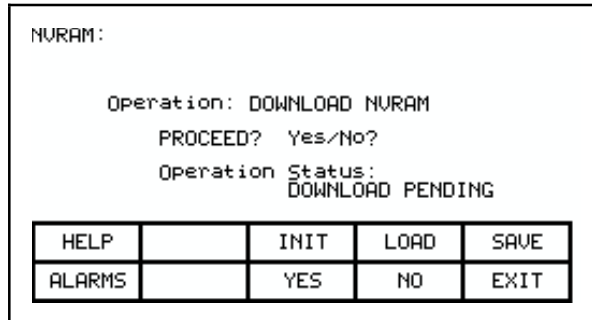 NVRAM:
Operation: DOWNLOAD NVRAM
PROCEED? Yes/No?
Operation Status:
DOWNLOAD PENDING
HELP INIT LOAD SAVE
ALARMS YES NO EXIT